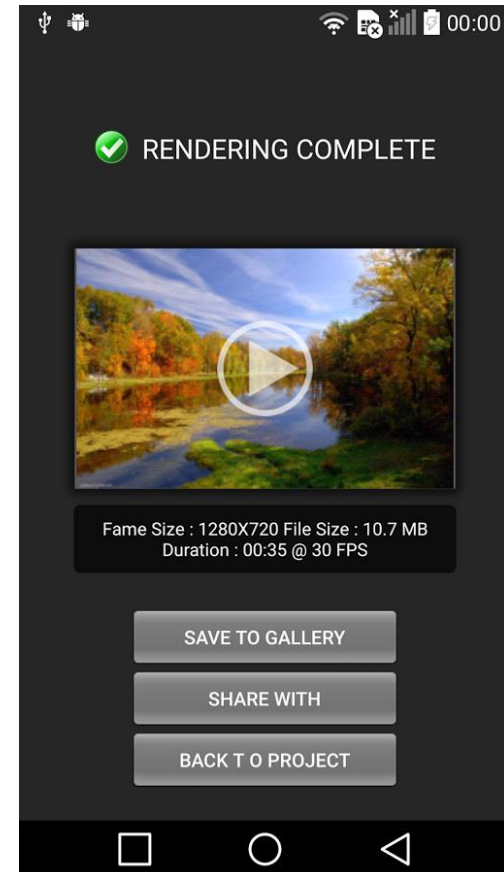 00:00
RENDERING COMPLETE
Fame Size : 1280X720 File Size : 10.7 MB
Duration : 00:35 @ 30 FPS
SAVE TO GALLERY
SHARE WITH
BACK T O PROJECT